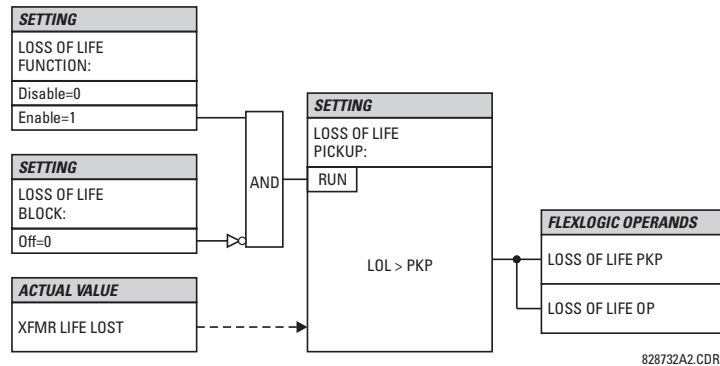 SETTING
LOSS OF LIFE
FUNCTION:
Disable=0
Enable=1
SETTING
LOSS OF LIFE
BLOCK:
Off=0
ACTUAL VALUE
XFMR LIFE LOST
AND
SETTING
LOSS OF LIFE
PICKUP:
RUN
LOL > PKP
FLEXLOGIC OPERANDS
LOSS OF LIFE PKP
LOSS OF LIFE OP
828732A2.CDR